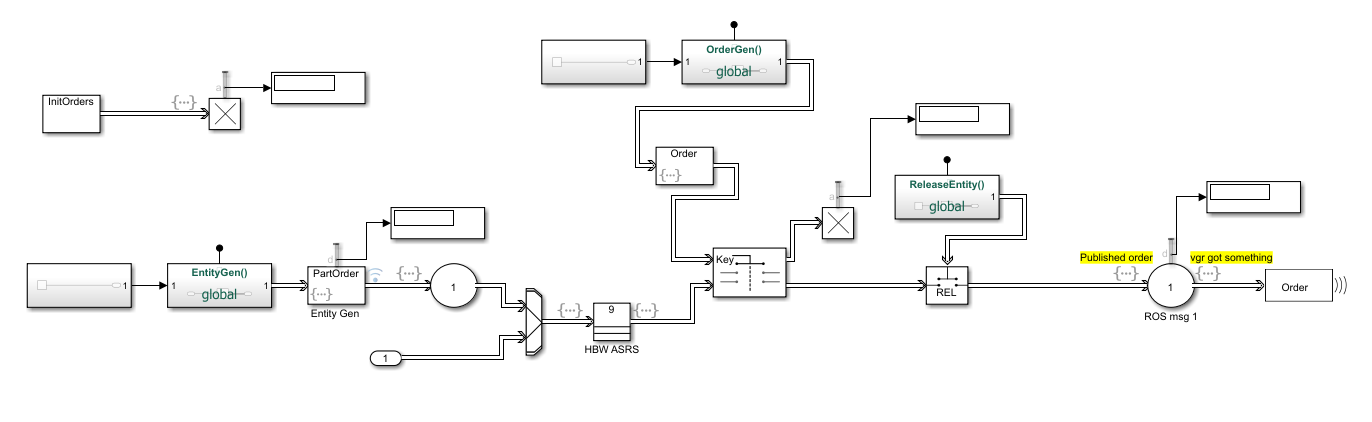 InitOrders
{...}
a
1
1
OrderGen()
global
1
Order
{...}
a
ReleaseEntity()
global
1
EntityGen()
1
1
global
1
d
PartOrder
{...}
Entity Gen
{...}
1
1
{...}
9
{...}
HBW ASRS
Key
REL
Published order
{...}
d
1
ROS msg 1
vgr got something
{...}
Order